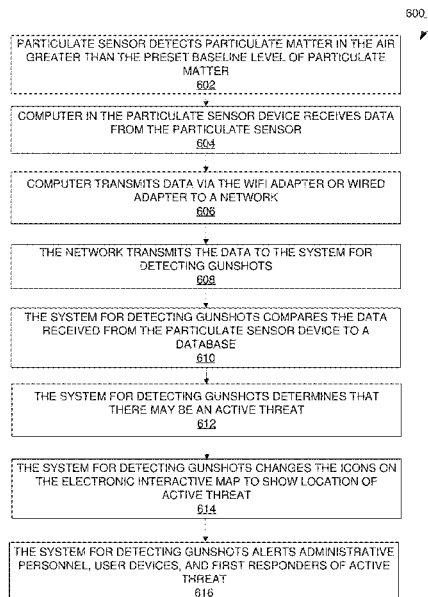 600
PARTICULATE SENSOR DETECTS PARTICULATE MATTER IN THE AIR
GREATER THAN THE PRESET BASELINE LEVEL OF PARTICULATE
MATTER
602
COMPUTER IN THE PARTICULATE SENSOR DEVICE RECEIVES DATA
FROM THE PARTICULATE SENSOR
604
COMPUTER TRANSMITS DATA VIA THE WIFI ADAPTER OR WIRED
ADAPTER TO A NETWORK
606
THE NETWORK TRANSMITS THE DATA TO THE SYSTEM FOR
DETECTING GUNSHOTS
608
THE SYSTEM FOR DETECTING GUNSHOTS COMPARES THE DATA
RECEIVED FROM THE PARTICULATE SENSOR DEVICE TO A
DATABASE
610
THE SYSTEM FOR DETECTING GUNSHOTS DETERMINES THAT
THERE MAY BE AN ACTIVE THREAT
612
THE SYSTEM FOR DETECTING GUNSHOTS CHANGES THE ICONS ON
THE ELECTRONIC INTERACTIVE MAP TO SHOW LOCATION OF
ACTIVE THREAT
614
THE SYSTEM FOR DETECTING GUNSHOTS ALERTS ADMINISTRATIVE
PERSONNEL, USER DEVICES, AND FIRST RESPONDERS OF ACTIVE
THREAT
616